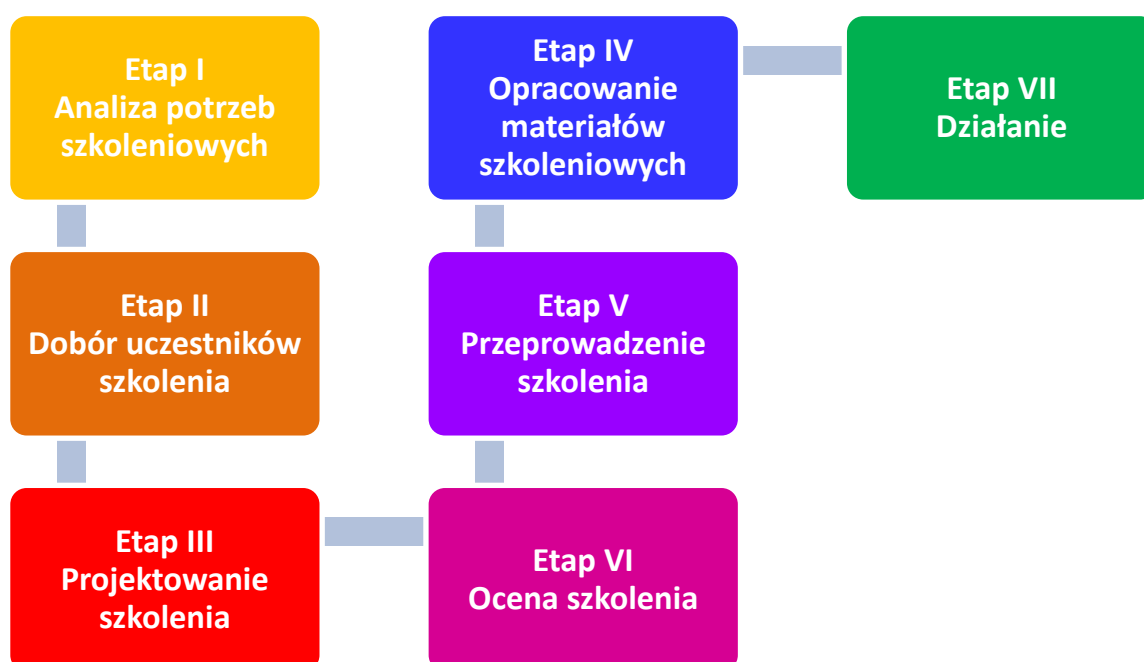 Etap I
Analiza potrzeb
szkoleniowych
Etap II
Dobór uczestników
szkolenia
Etap III
Projektowanie
szkolenia
Etap IV
Opracowanie
materiałów
szkoleniowych
Etap V
Przeprowadzenie
szkolenia
Etap VI
Ocena szkolenia
Etap VII
Działanie